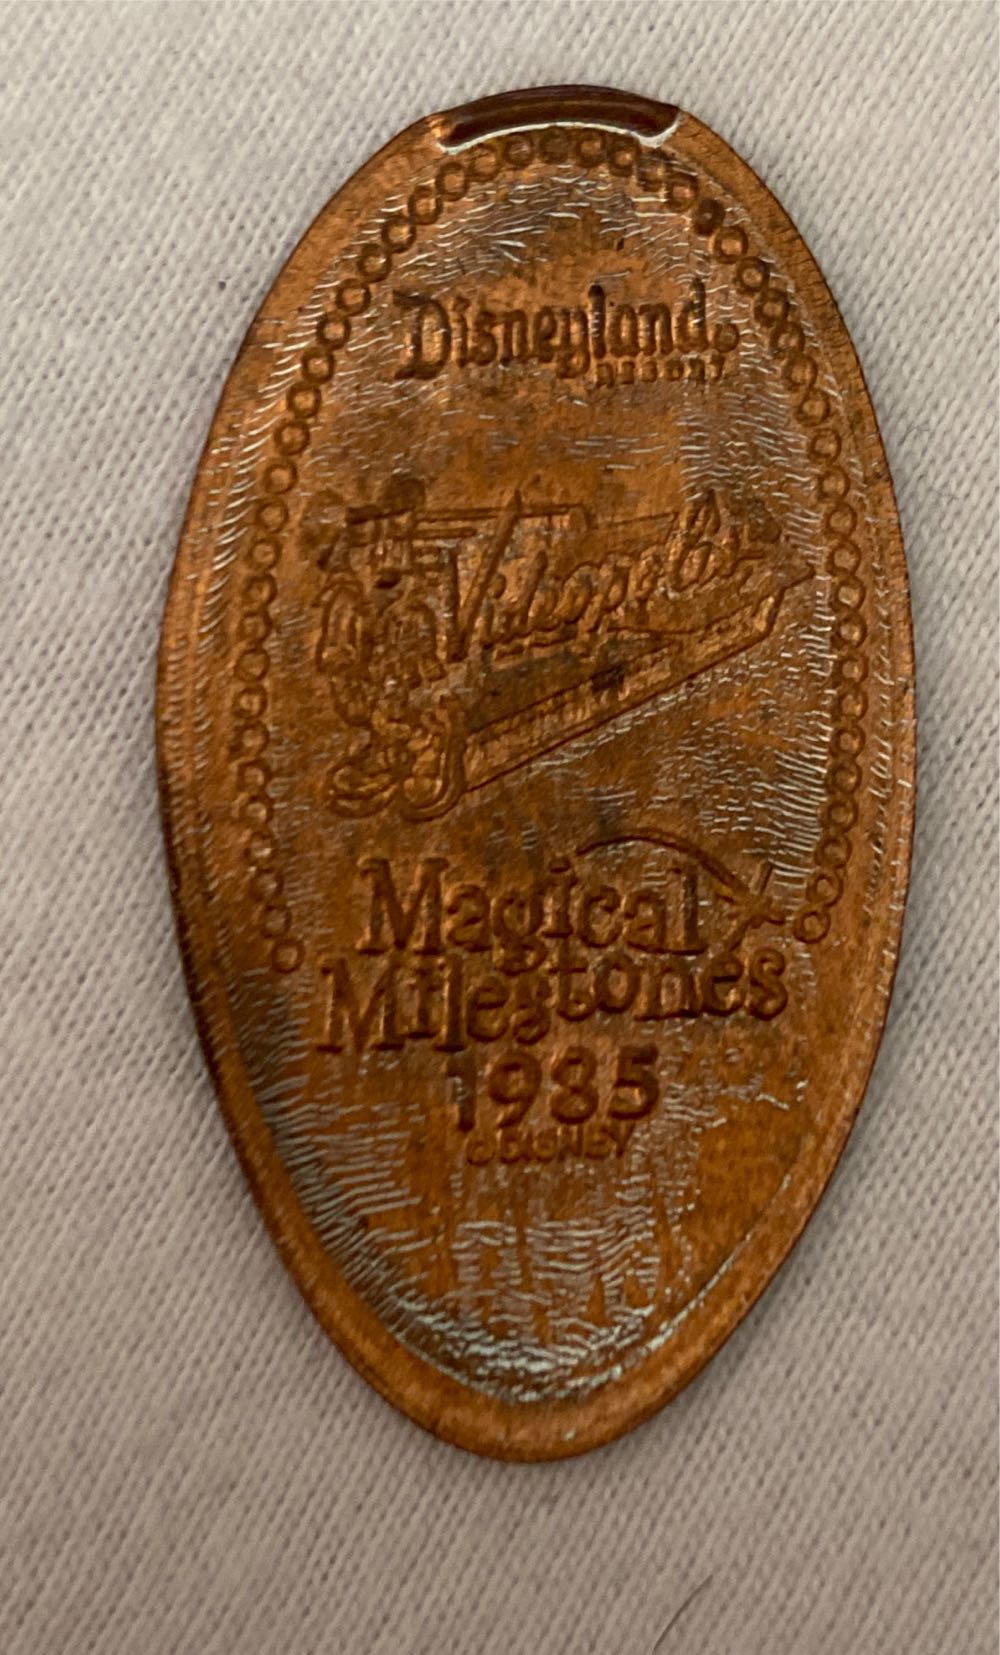 Disneyland
RESORT
Videopolis
Magical
Milestones
1985
©DISNEY